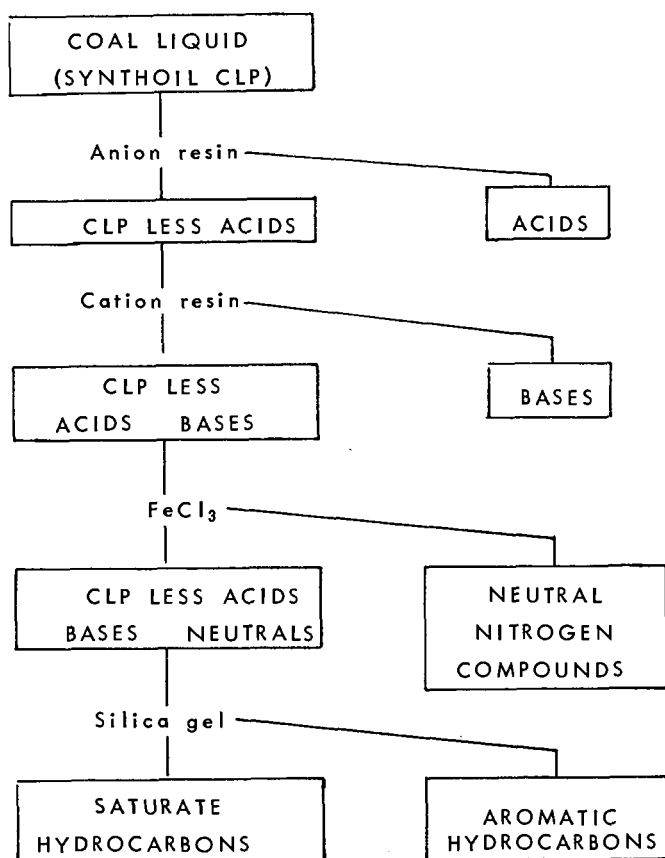 COAL LIQUID
(SYNTHOIL CLP)
Anion resin
CLP LESS ACIDS
ACIDS
Cation resin
CLP LESS
ACIDS BASES
BASES
FeCl₃
CLP LESS ACIDS
BASES NEUTRALS
NEUTRAL
NITROGEN
COMPOUNDS
Silica gel
SATURATE
HYDROCARBONS
AROMATIC
HYDROCARBONS